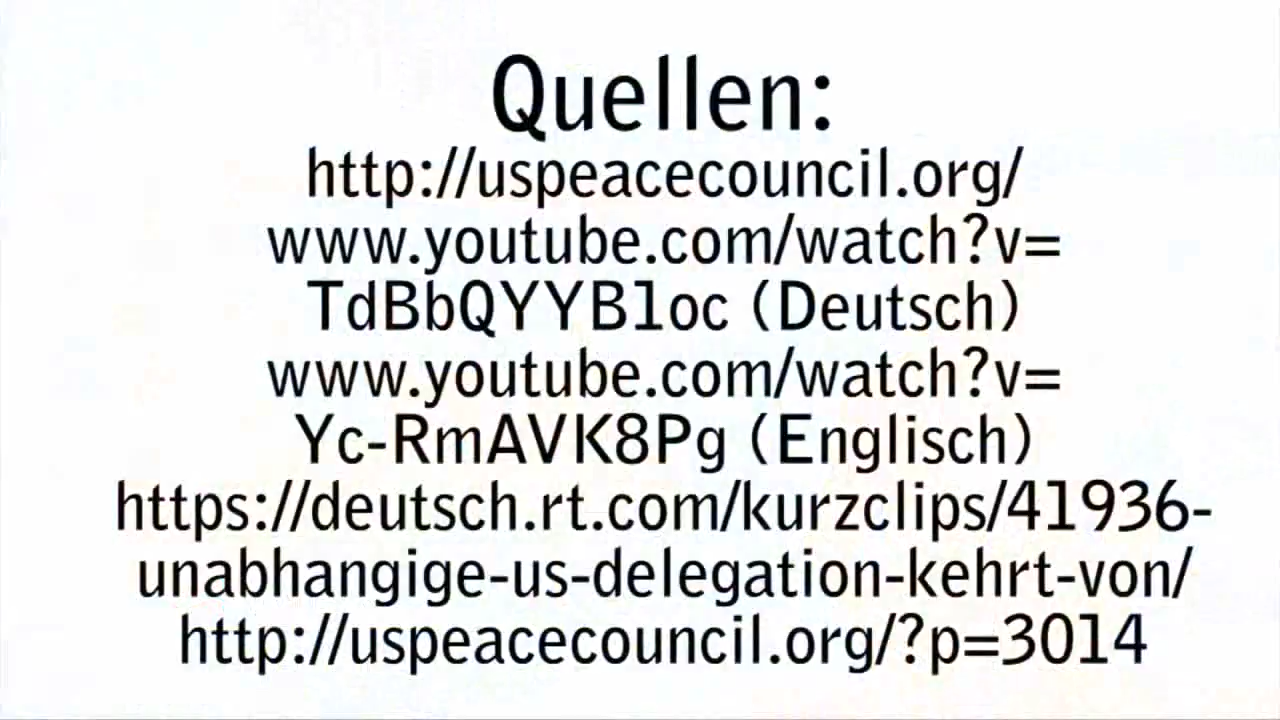 Quellen:
http://uspeacecouncil.org/
www.youtube.com/watch?v=
TdBbQYYB1oc (Deutsch)
www.youtube.com/watch?v=
Yc-RmAVK8Pg (Englisch)
https://deutsch.rt.com/kurzclips/41936-
unabhangige-us-delegation-kehrt-von/
http://uspeacecouncil.org/?p=3014